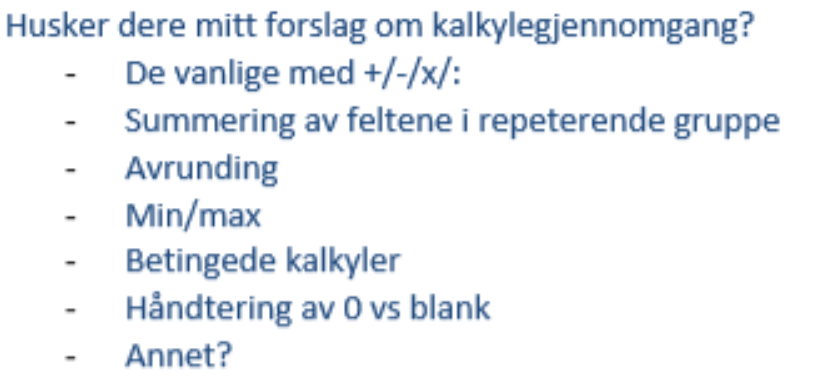 Husker dere mitt forslag om kalkylegjennomgang?
- De vanlige med +/-/x/:
- Summering av feltene i repeterende gruppe
- Avrunding
- Min/max
- Betingede kalkyler
- Håndtering av 0 vs blank
- Annet?